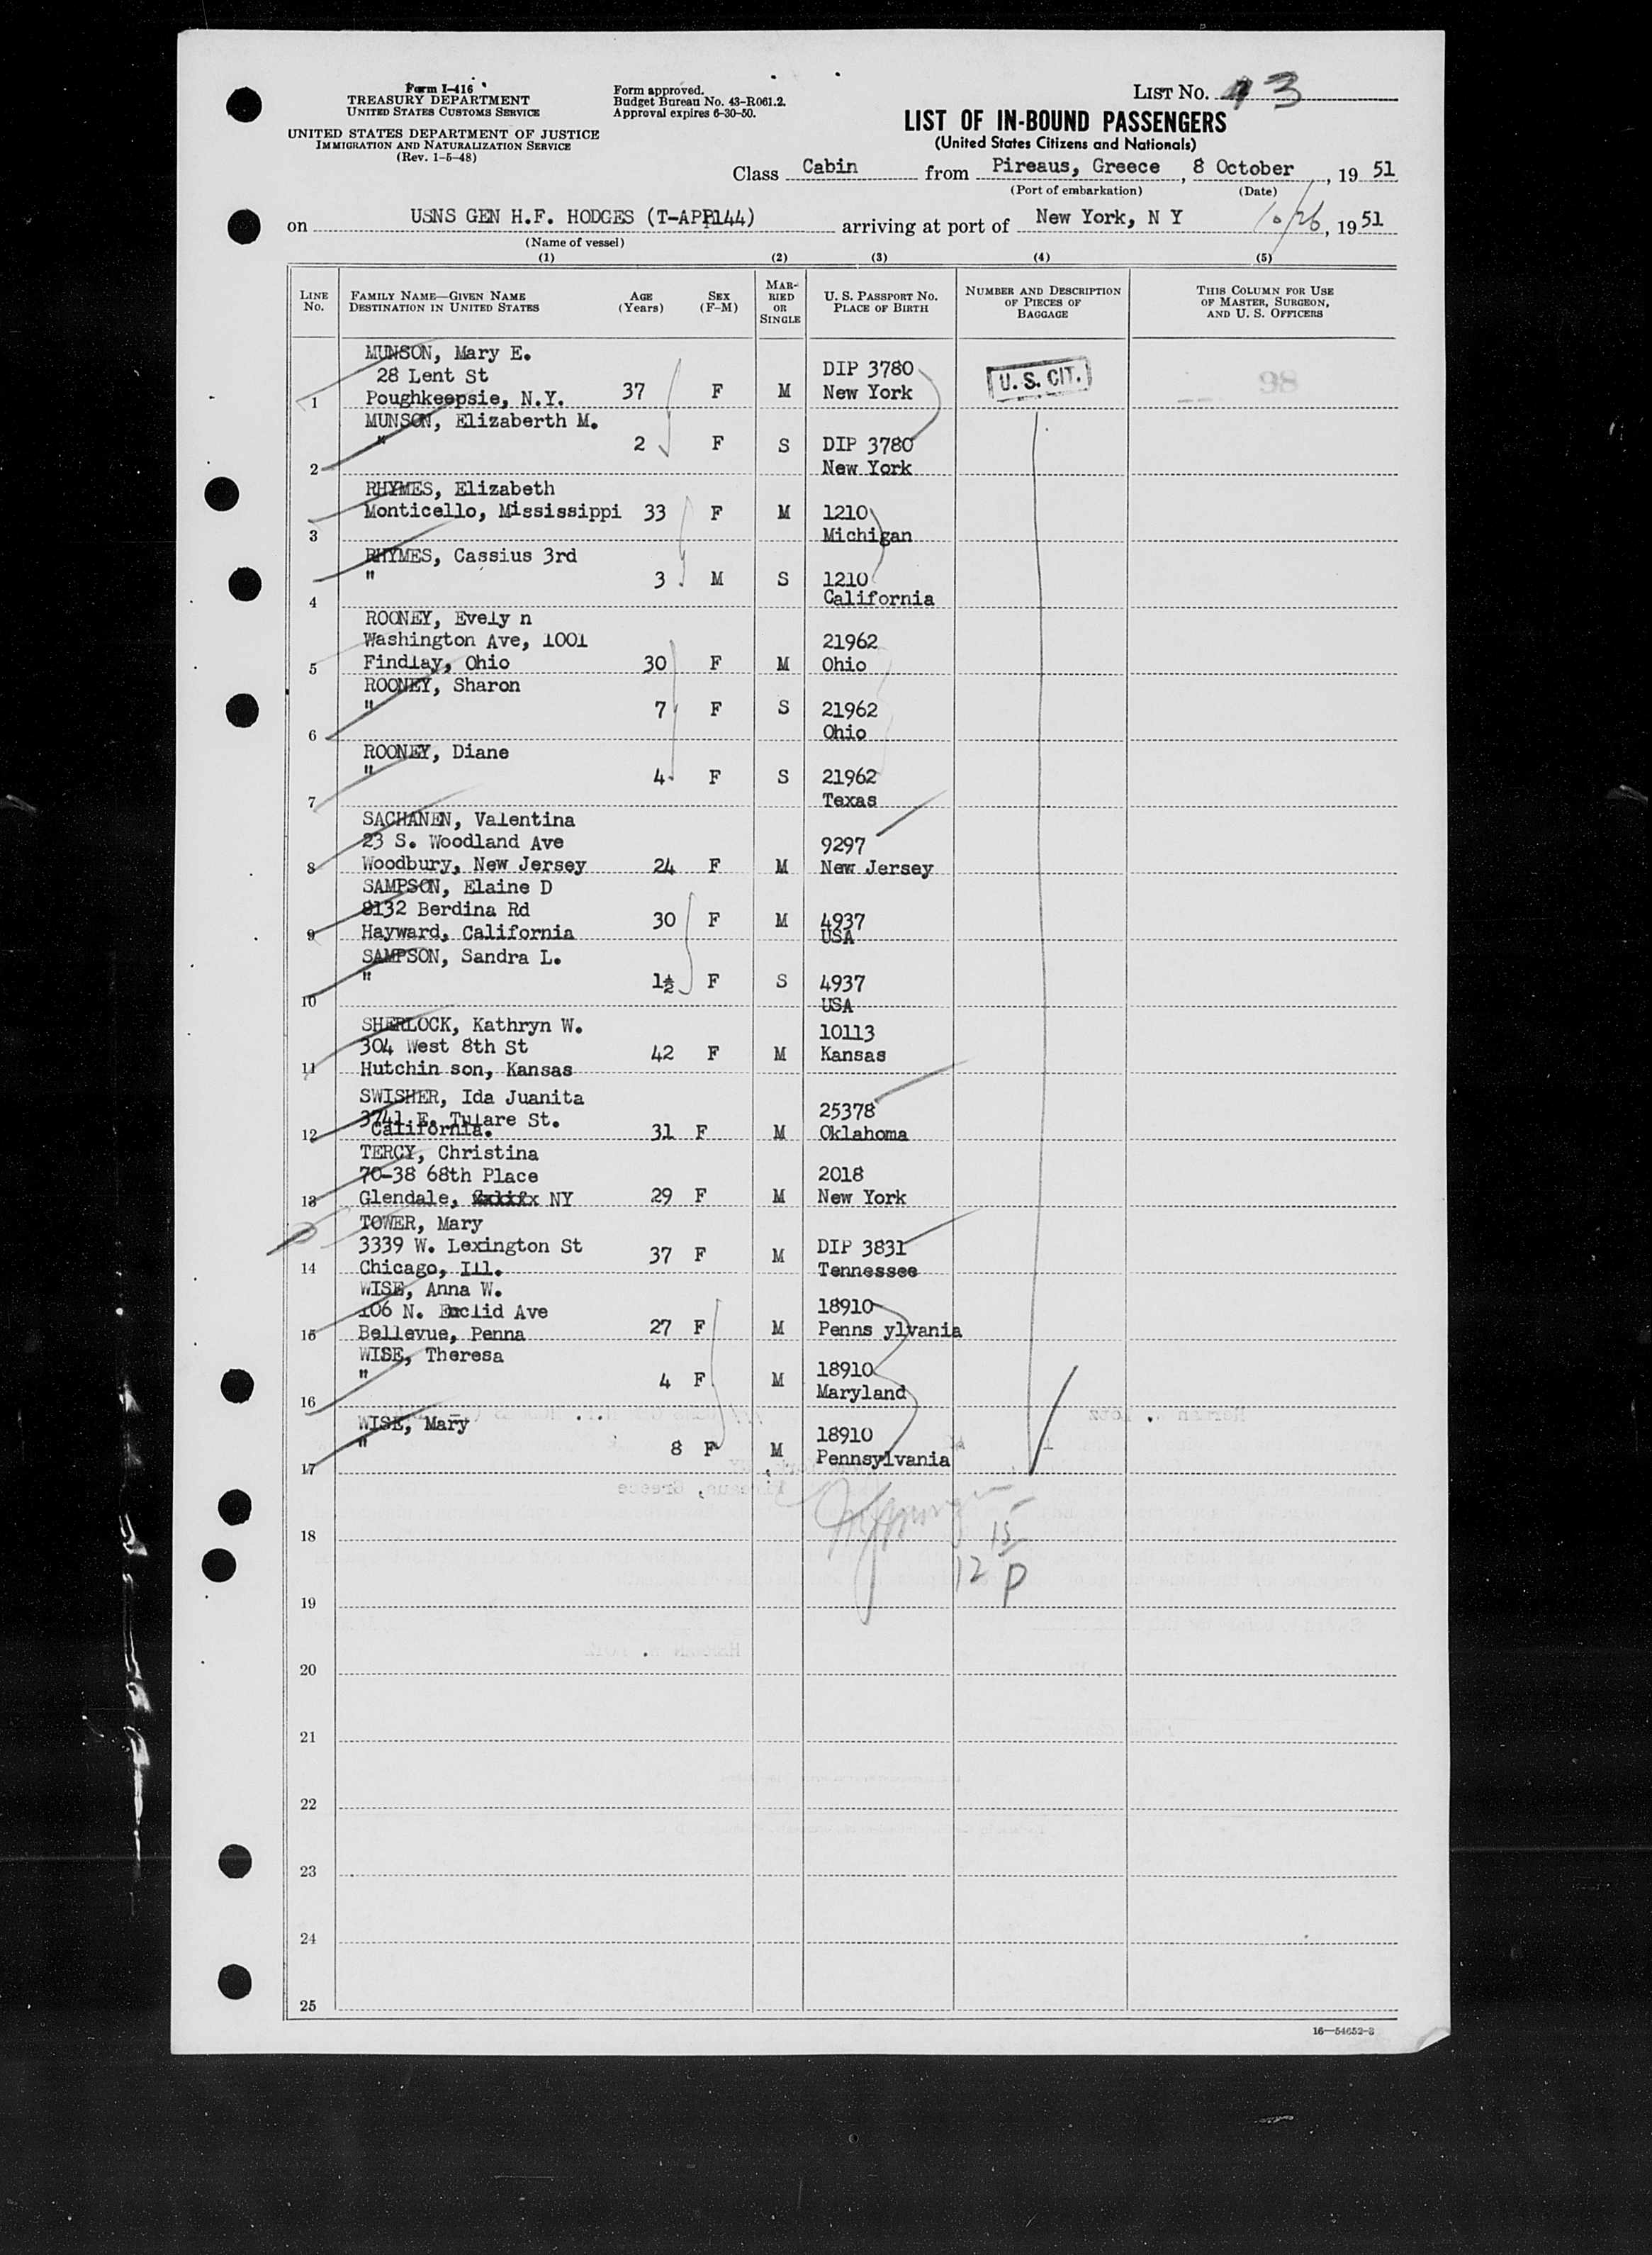 Form I-416
TREASURY DEPARTMENT
UNITED STATES CUSTOMS SERVICE
UNITED STATES DEPARTMENT OF JUSTICE
IMMIGRATION AND NATURALIZATION SERVICE
(Rev. 1-5-48)
Form approved.
Budget Bureau No. 43-R061.2.
Approval expires 6-30-50.
LIST NO. 3
LIST OF IN-BOUND PASSENGERS
(United States Citizens and Nationals)
Class Cabin from Pireaus, Greece, 8 October, 19 51
(Port of embarkation) (Date)
on USNS GEN H.F. HODGES (T-AP144) arriving at port of New York, N Y 10/26, 1951
(Name of vessel)
(1) (2) (3) (4) (5)
LINE NO. FAMILY NAME—GIVEN NAME DESTINATION IN UNITED STATES AGE (Years) SEX (F-M) MARRIED OR SINGLE U. S. PASSPORT NO. PLACE OF BIRTH NUMBER AND DESCRIPTION OF PIECES OF BAGGAGE THIS COLUMN FOR USE OF MASTER, SURGEON, AND U. S. OFFICERS
MUNSON, Mary E.
28 Lent St DIP 3780 U. S. CIT. 98
1 Poughkeepsie, N.Y. 37 F M New York
MUNSON, Elizaberth M.
" 2 F S DIP 3780
2 New York
RHYMES, Elizabeth
Monticello, Mississippi 33 F M 1210
3 Michigan
RHYMES, Cassius 3rd
" 3 M S 1210
4 California
ROONEY, Evely n
Washington Ave, 1001 21962
5 Findlay, Ohio 30 F M Ohio
ROONEY, Sharon
" 7 F S 21962
6 Ohio
ROONEY, Diane
" 4 F S 21962
7 Texas
SACHANEN, Valentina
23 S. Woodland Ave 9297
8 Woodbury, New Jersey 24 F M New Jersey
SAMPSON, Elaine D
8132 Berdina Rd 30 F M 4937
9 Hayward, California USA
SAMPSON, Sandra L.
" 1½ F S 4937
10 USA
SHERLOCK, Kathryn W. 10113
304 West 8th St 42 F M Kansas
11 Hutchin son, Kansas
SWISHER, Ida Juanita
3741 E. Tulare St. 25378
12 California. 31 F M Oklahoma
TERCY, Christina
70-38 68th Place 2018
13 Glendale, NY 29 F M New York
TOWER, Mary
3339 W. Lexington St 37 F M DIP 3831
14 Chicago, Ill. Tennessee
WISE, Anna W.
106 N. Euclid Ave 18910
15 Bellevue, Penna 27 F M Penns ylvania
WISE, Theresa
" 4 F M 18910
16 Maryland
WISE, Mary 18910
" 8 F M Pennsylvania
17
18 15
12 P
19
20
21
22
23
24
25
16—54652-3